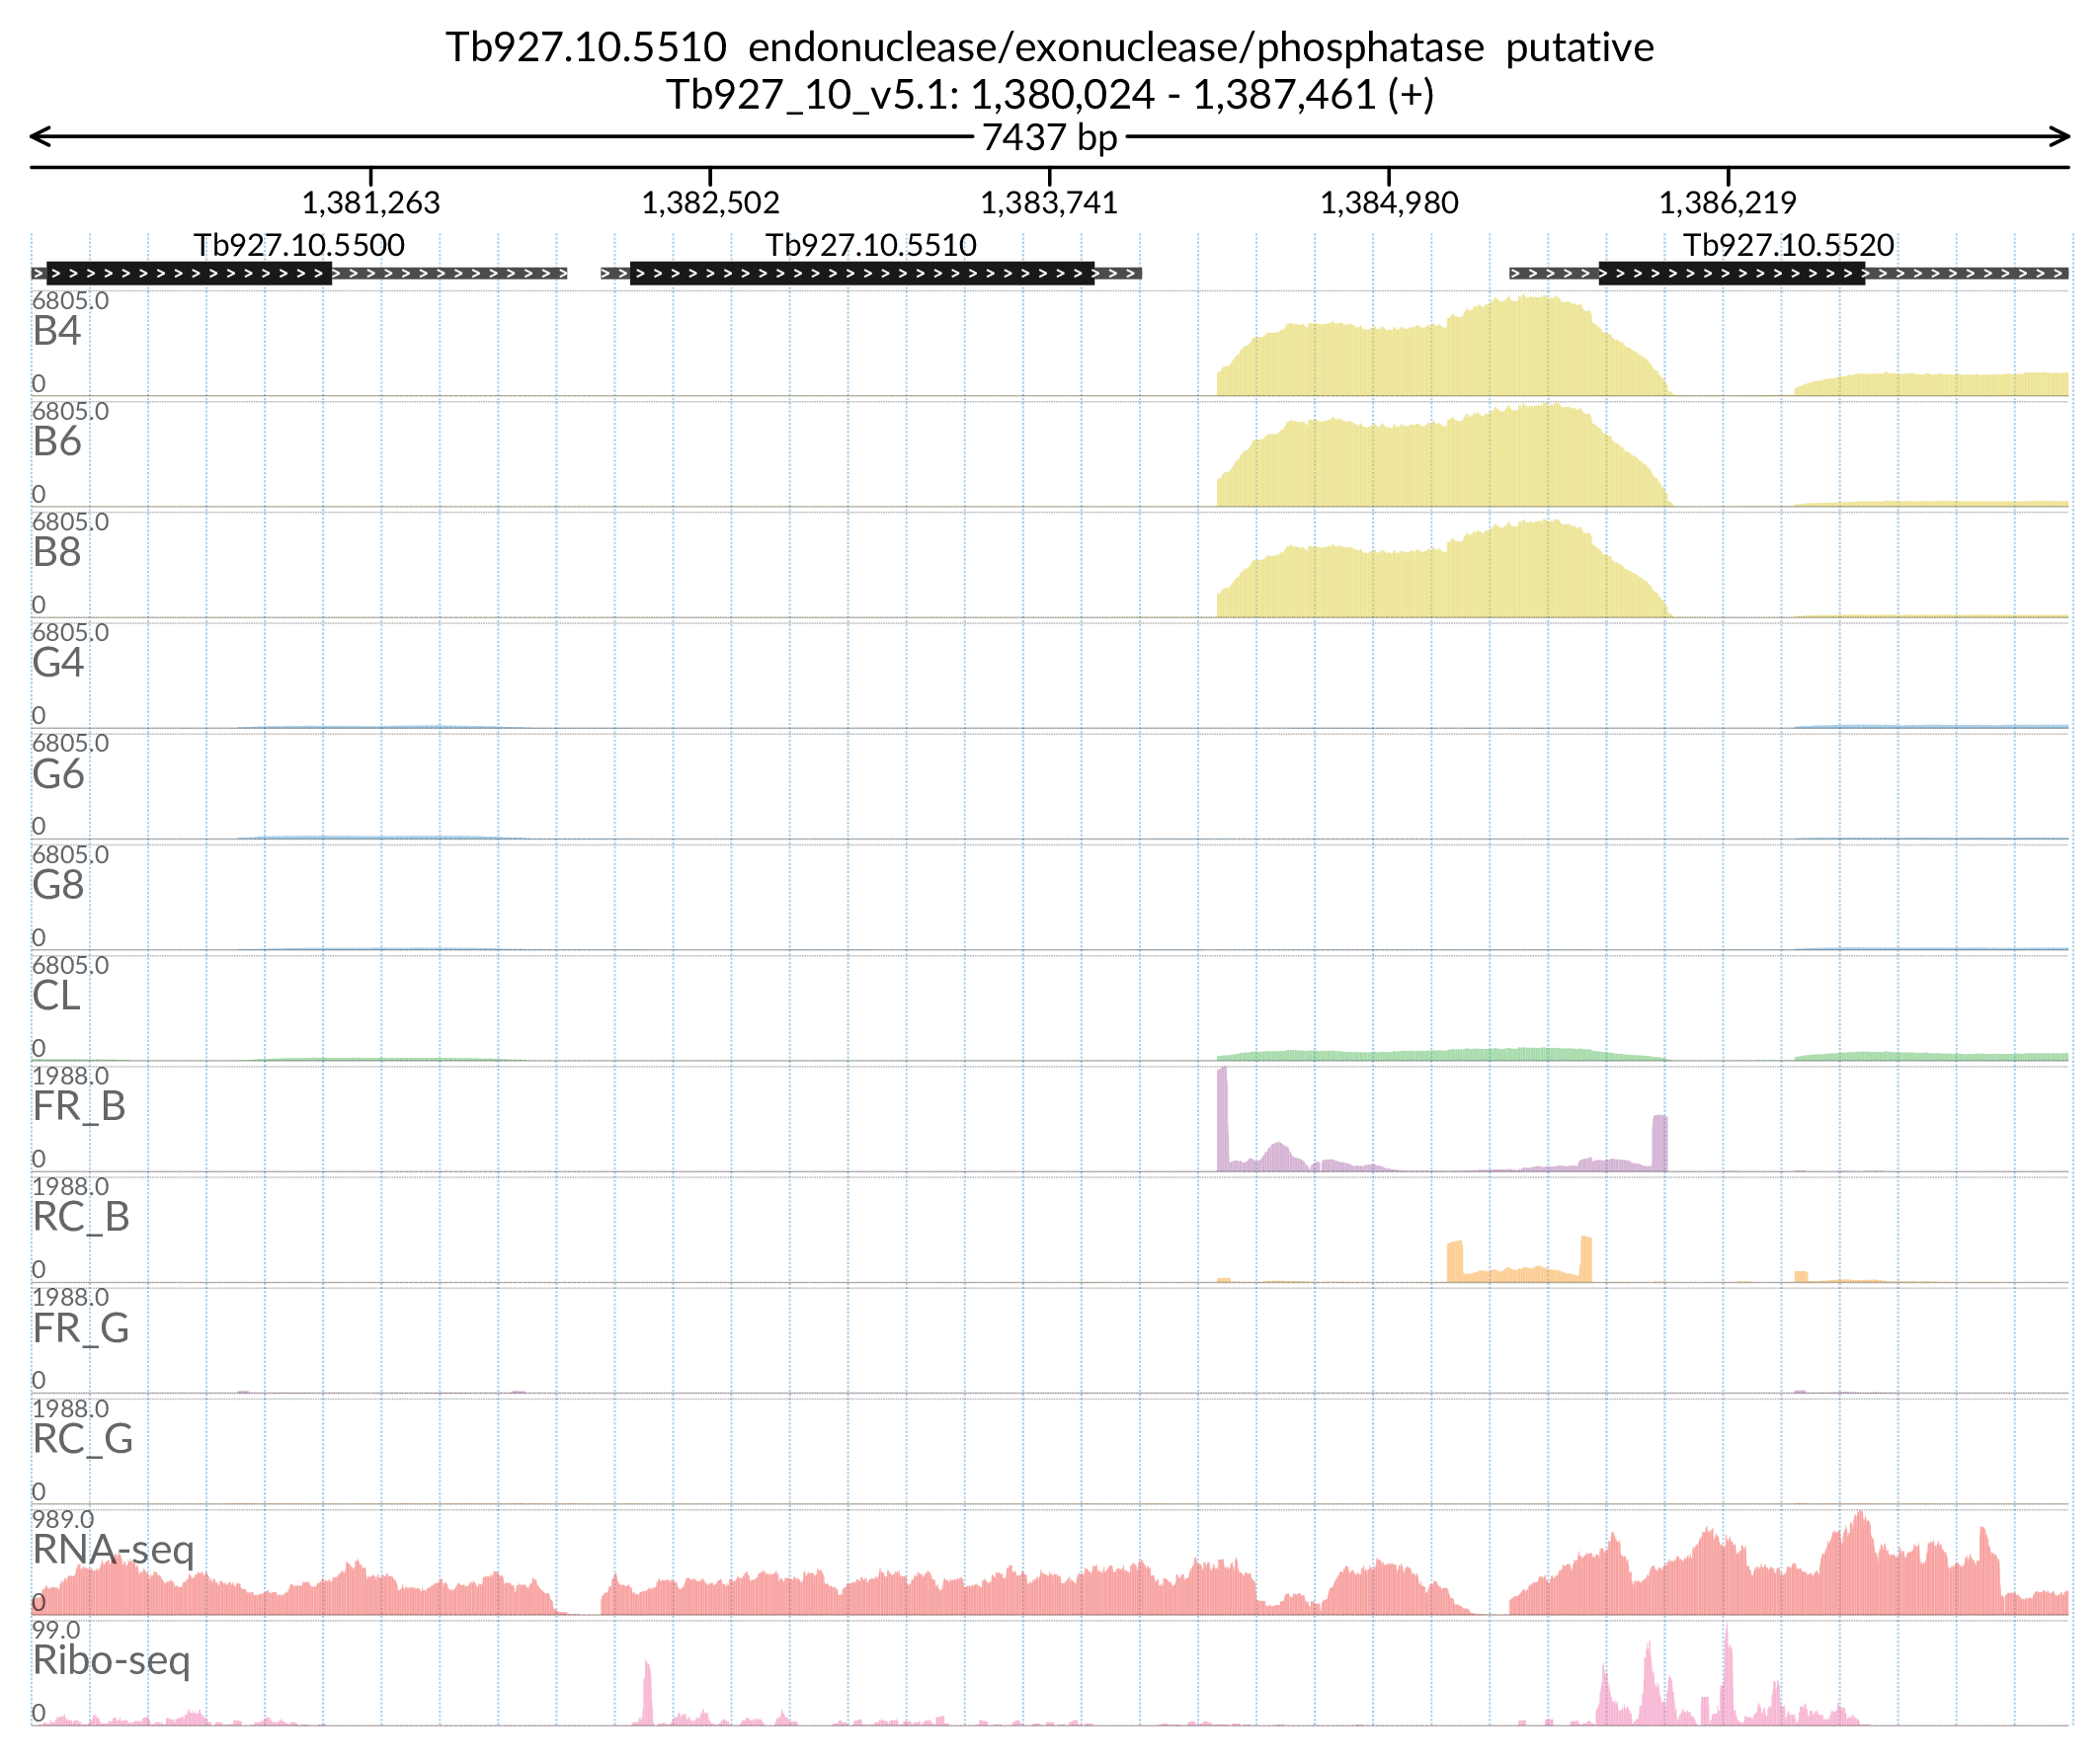 Tb927.10.5510 endonuclease/exonuclease/phosphatase putative
Tb927_10_v5.1: 1,380,024 - 1,387,461 (+)
7437 bp
1,381,263 1,382,502 1,383,741 1,384,980 1,386,219
Tb927.10.5500 Tb927.10.5510 Tb927.10.5520
6805.0
B4
0
6805.0
B6
0
6805.0
B8
0
6805.0
G4
0
6805.0
G6
0
6805.0
G8
0
6805.0
CL
0
1988.0
FR_B
0
1988.0
RC_B
0
1988.0
FR_G
0
1988.0
RC_G
0
989.0
RNA-seq
0
99.0
Ribo-seq
0